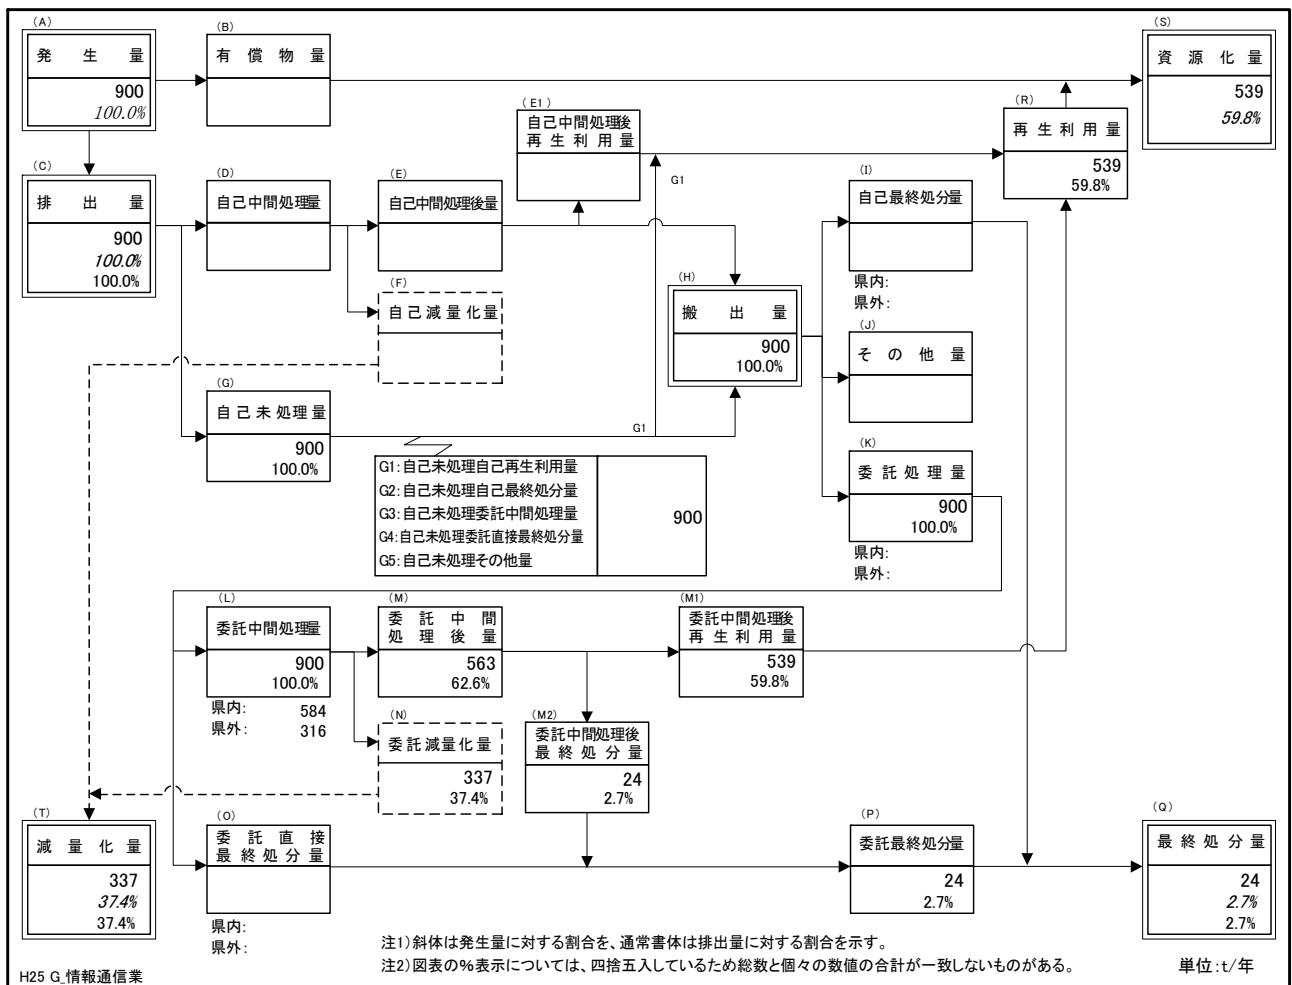 (A)
発生量
900
100.0%
(B)
有償物量
(S)
資源化量
539
59.8%
(E1)
自己中間処理後
再生利用量
(R)
再生利用量
539
59.8%
(C)
排出量
900
100.0%
100.0%
(D)
自己中間処理量
(E)
自己中間処理後量
G1
(I)
自己最終処分量
県内:
県外:
(F)
自己減量化量
(H)
搬出量
900
100.0%
(J)
その他量
(G)
自己未処理量
900
100.0%
G1
G1:自己未処理自己再生利用量
G2:自己未処理自己最終処分量
G3:自己未処理委託中間処理量
G4:自己未処理委託直接最終処分量
G5:自己未処理その他量
900
(K)
委託処理量
900
100.0%
県内:
県外:
(L)
委託中間処理量
900
100.0%
県内: 584
県外: 316
(M)
委託中間
処理後量
563
62.6%
(M1)
委託中間処理後
再生利用量
539
59.8%
(N)
委託減量化量
337
37.4%
(M2)
委託中間処理後
最終処分量
24
2.7%
(T)
減量化量
337
37.4%
37.4%
(O)
委託直接
最終処分量
県内:
県外:
(P)
委託最終処分量
24
2.7%
(Q)
最終処分量
24
2.7%
2.7%
注1)斜体は発生量に対する割合を、通常書体は排出量に対する割合を示す。
注2)図表の%表示については、四捨五入しているため総数と個々の数値の合計が一致しないものがある。
単位:t/年
H25 G_情報通信業